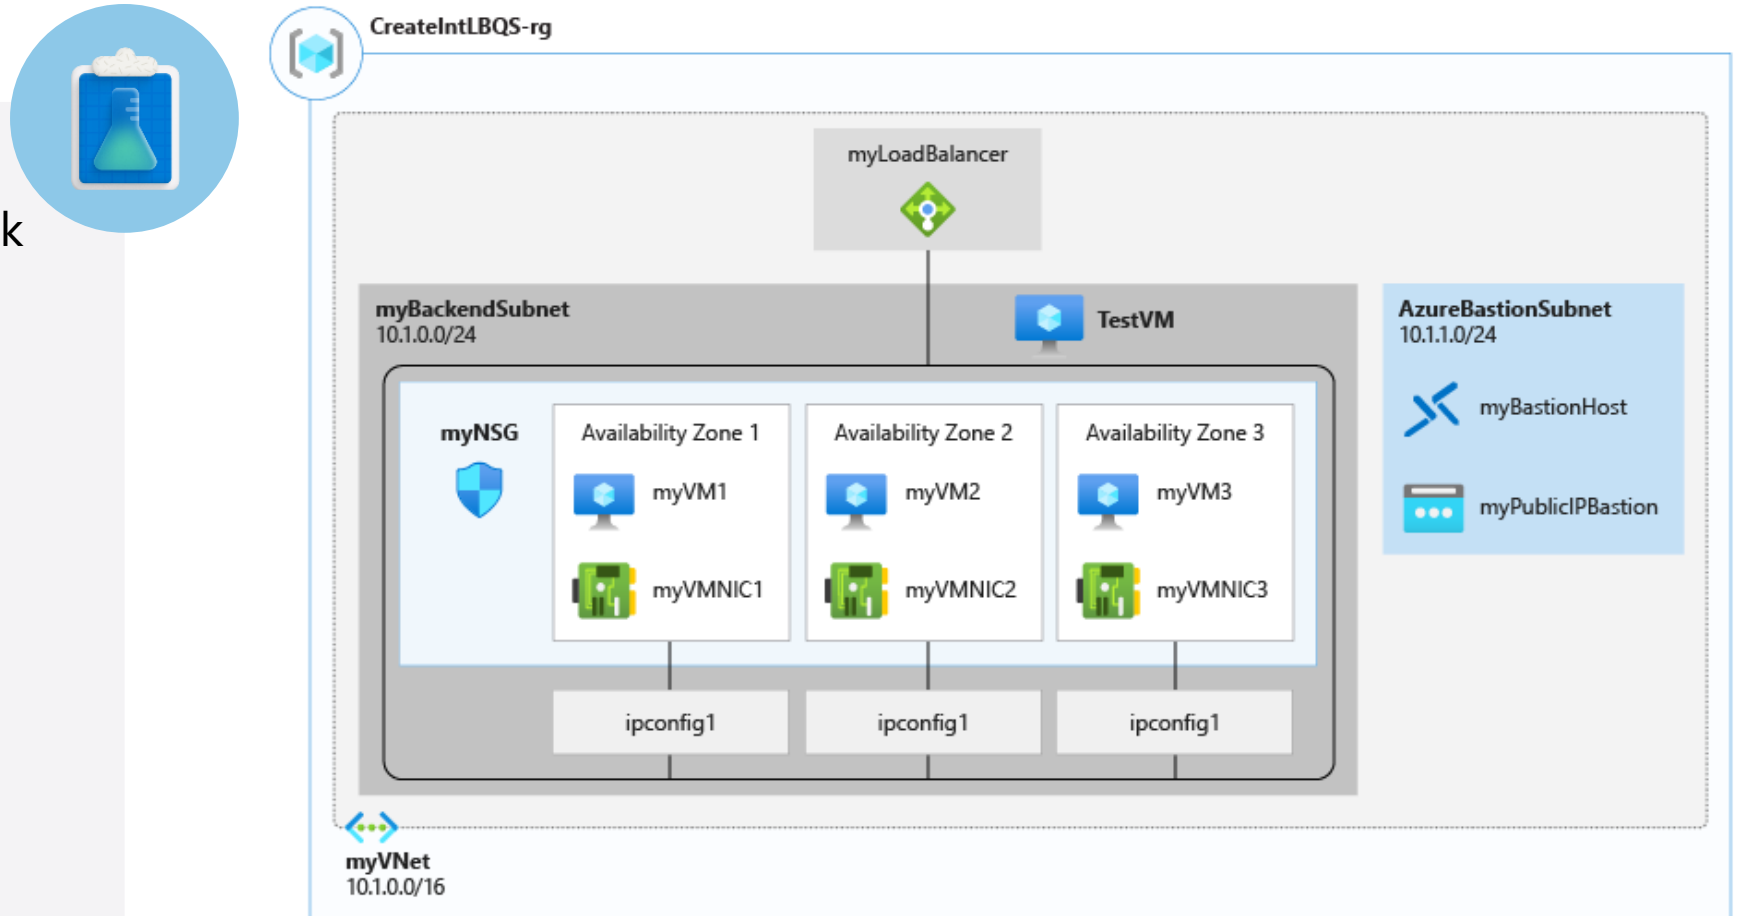 CreateIntLBQS-rg
k
myLoadBalancer
myBackendSubnet
10.1.0.0/24
TestVM
AzureBastionSubnet
10.1.1.0/24
myBastionHost
myPublicIPBastion
myNSG
Availability Zone 1
myVM1
myVMNIC1
Availability Zone 2
myVM2
myVMNIC2
Availability Zone 3
myVM3
myVMNIC3
ipconfig1
ipconfig1
ipconfig1
myVNet
10.1.0.0/16